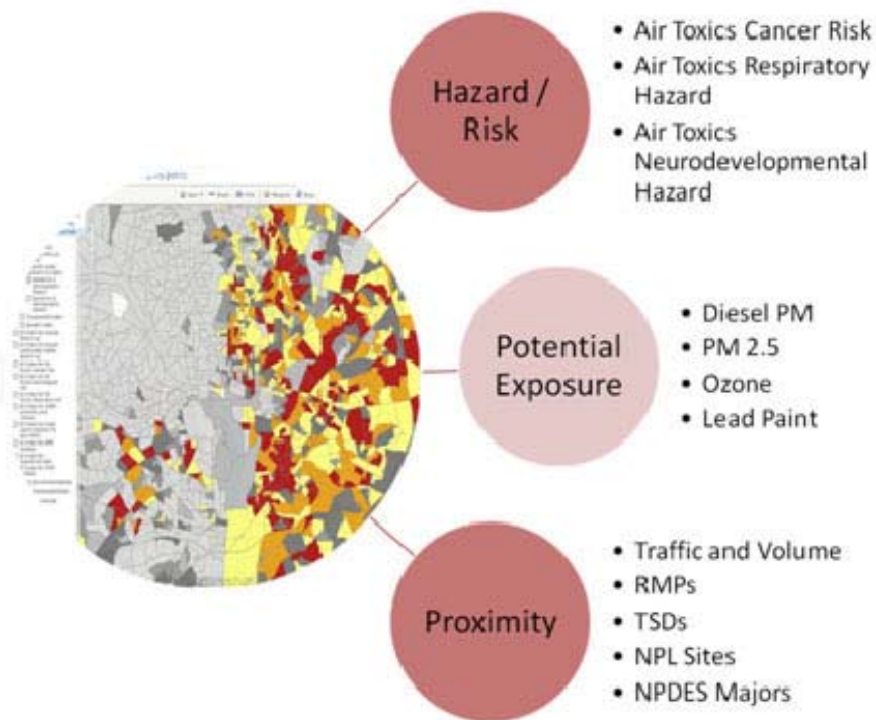 Hazard /
Risk
• Air Toxics Cancer Risk
• Air Toxics Respiratory
Hazard
• Air Toxics
Neurodevelopmental
Hazard
Potential
Exposure
• Diesel PM
• PM 2.5
• Ozone
• Lead Paint
Proximity
• Traffic and Volume
• RMPs
• TSDs
• NPL Sites
• NPDES Majors